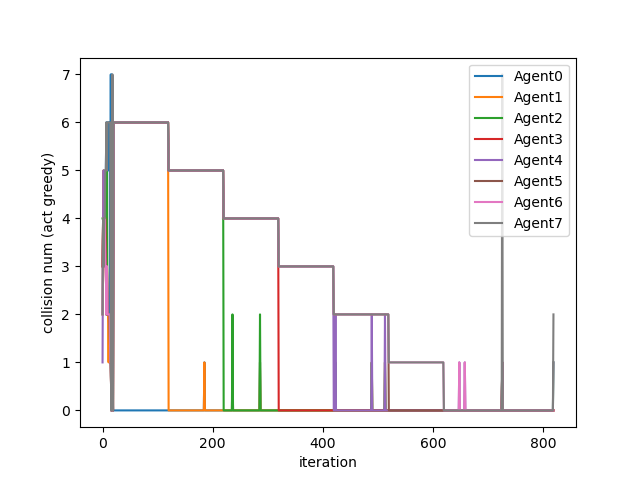 collision num (act greedy)
7
6
5
4
3
2
1
0
0
200
400
600
800
iteration
Agent0
Agent1
Agent2
Agent3
Agent4
Agent5
Agent6
Agent7